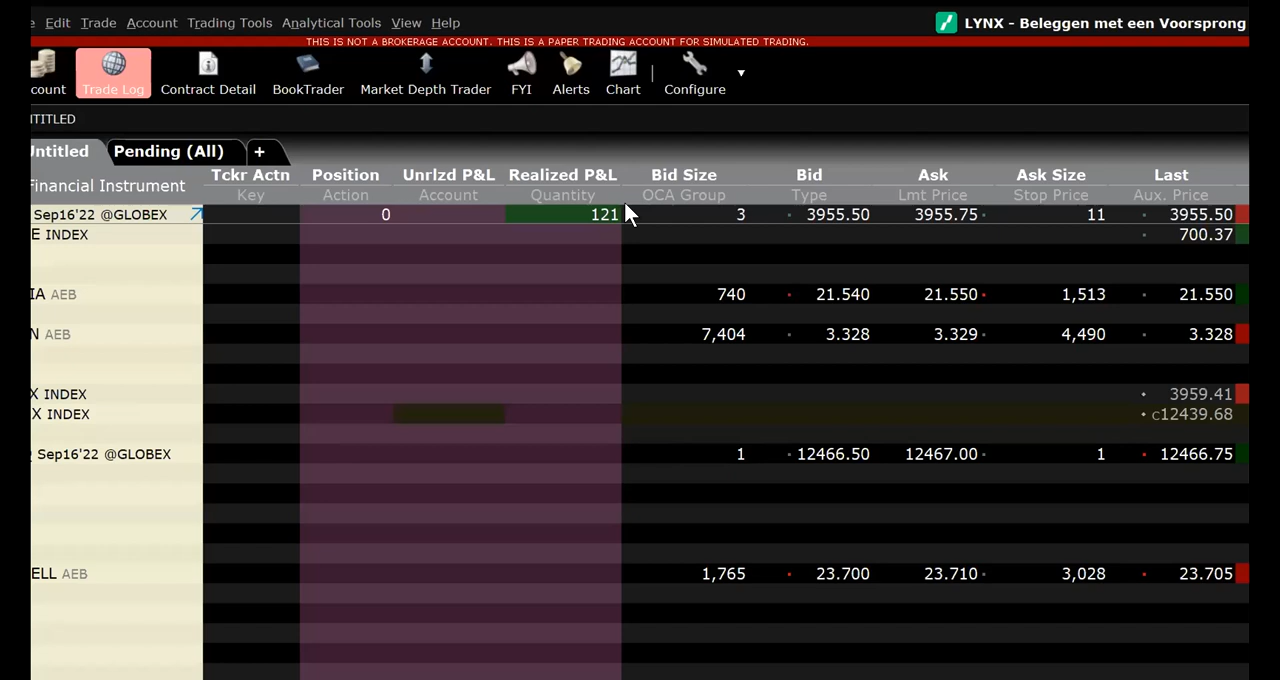 Edit Trade Account Trading Tools Analytical Tools View Help LYNX - Beleggen met een Voorsprong
THIS IS NOT A BROKERAGE ACCOUNT. THIS IS A PAPER TRADING ACCOUNT FOR SIMULATED TRADING.
count Trade Log Contract Detail BookTrader Market Depth Trader FYI Alerts Chart Configure
NTITLED
Untitled Pending (All) +
Tckr Actn Position Unrlzd P&L Realized P&L Bid Size Bid Ask Ask Size Last
Financial Instrument
Key Action Account Quantity OCA Group Type Lmt Price Stop Price Aux. Price
Sep16'22 @GLOBEX 0 121 3 3955.50 3955.75 11 3955.50
E INDEX 700.37
IA AEB 740 21.540 21.550 1,513 21.550
N AEB 7,404 3.328 3.329 4,490 3.328
X INDEX 3959.41
X INDEX C12439.68
Sep16'22 @GLOBEX 1 12466.50 12467.00 1 12466.75
ELL AEB 1,765 23.700 23.710 3,028 23.705